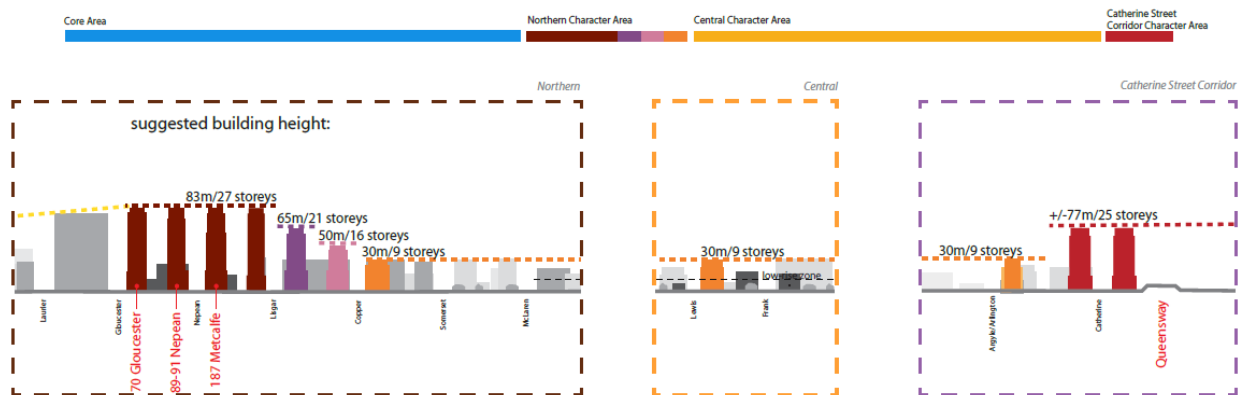 Core Area
Northern Character Area
Central Character Area
Catherine Street
Corridor Character Area
Northern
Central
Catherine Street Corridor
suggested building height:
83m/27 storeys
65m/21 storeys
50m/16 storeys
30m/9 storeys
30m/9 storeys
low-rise zone
+/-77m/25 storeys
30m/9 storeys
Laurier
Gloucester
Nepean
Lisgar
Copper
Somerset
McLaren
70 Gloucester
89-91 Nepean
187 Metcalfe
Lewis
Frank
Argyle/Arlington
Catherine
Queensway